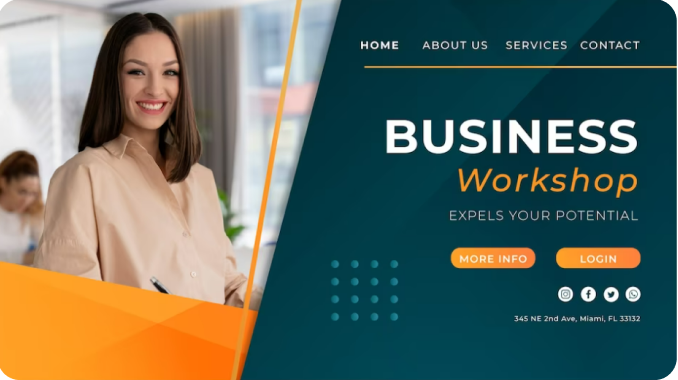 HOME ABOUT US SERVICES CONTACT
BUSINESS
Workshop
EXPELS YOUR POTENTIAL
MORE INFO LOGIN
345 NE 2nd Ave, Miami, FL 33132